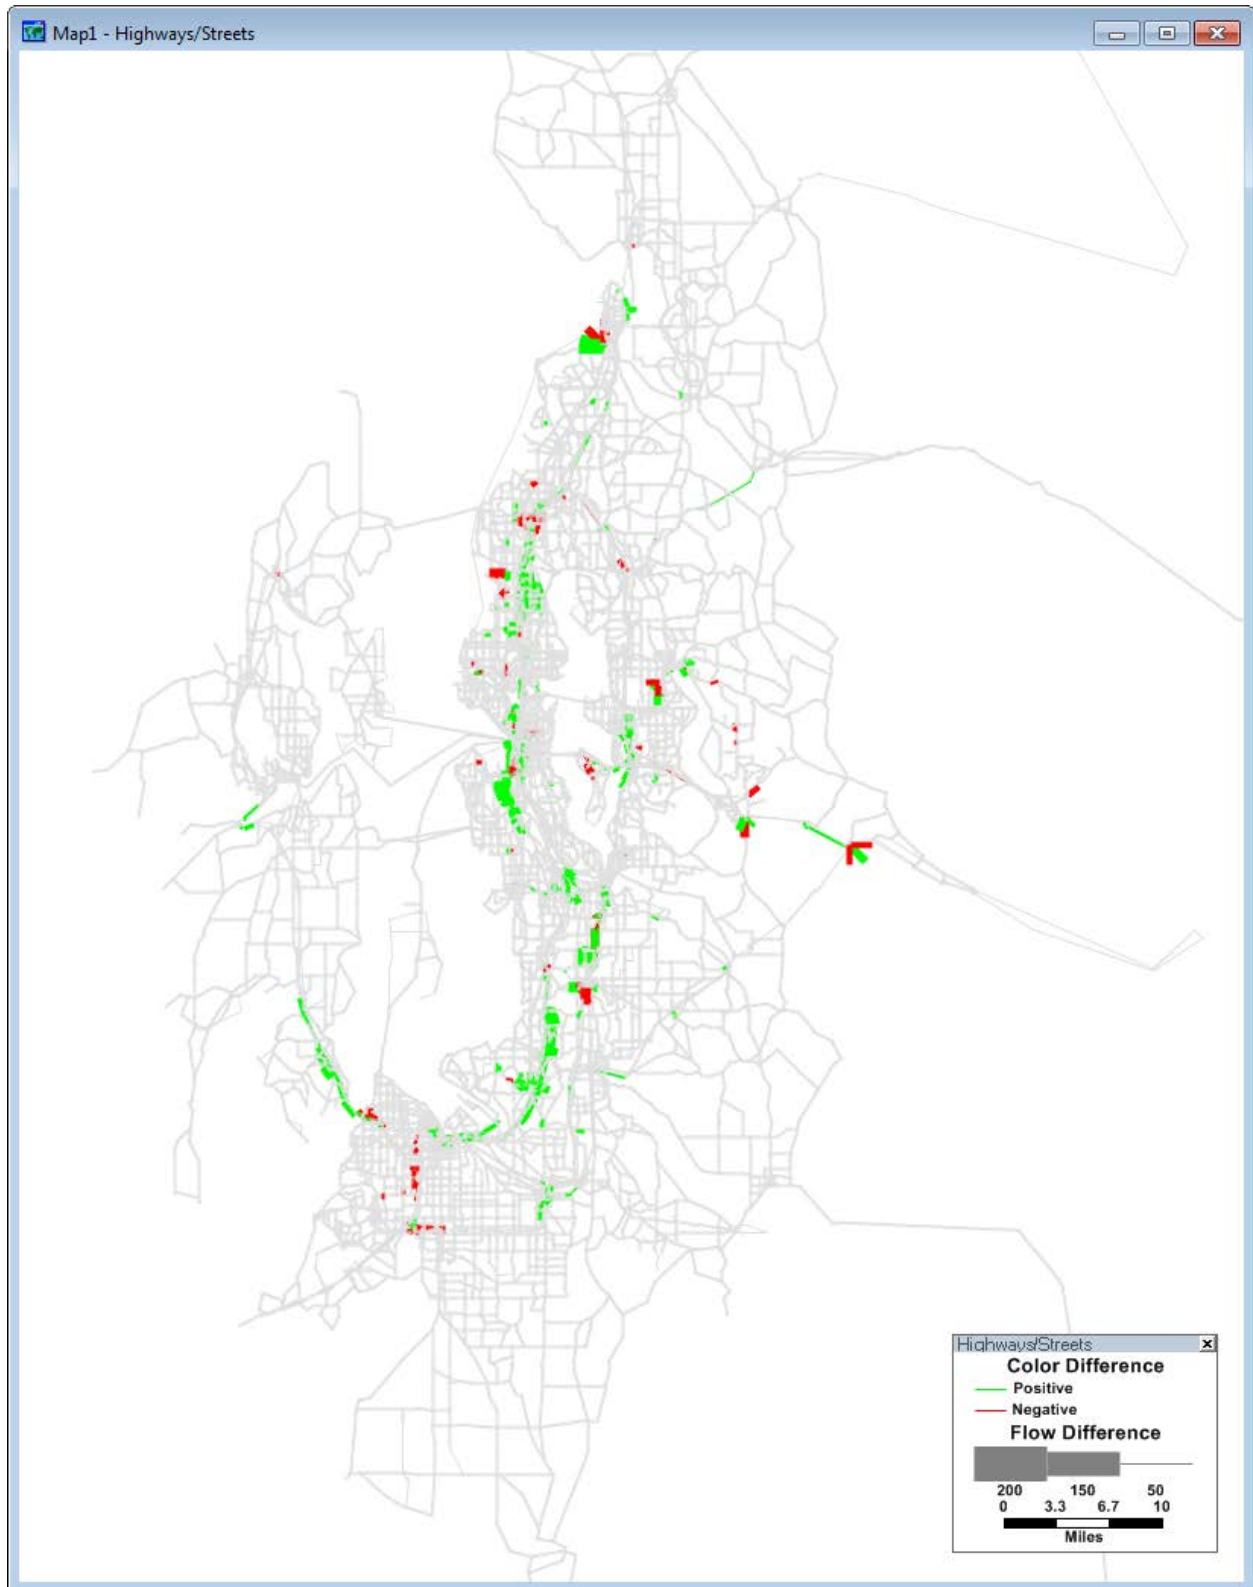 Map1 - Highways/Streets
Highways/Streets
Color Difference
Positive
Negative
Flow Difference
200 150 50
0 3.3 6.7 10
Miles